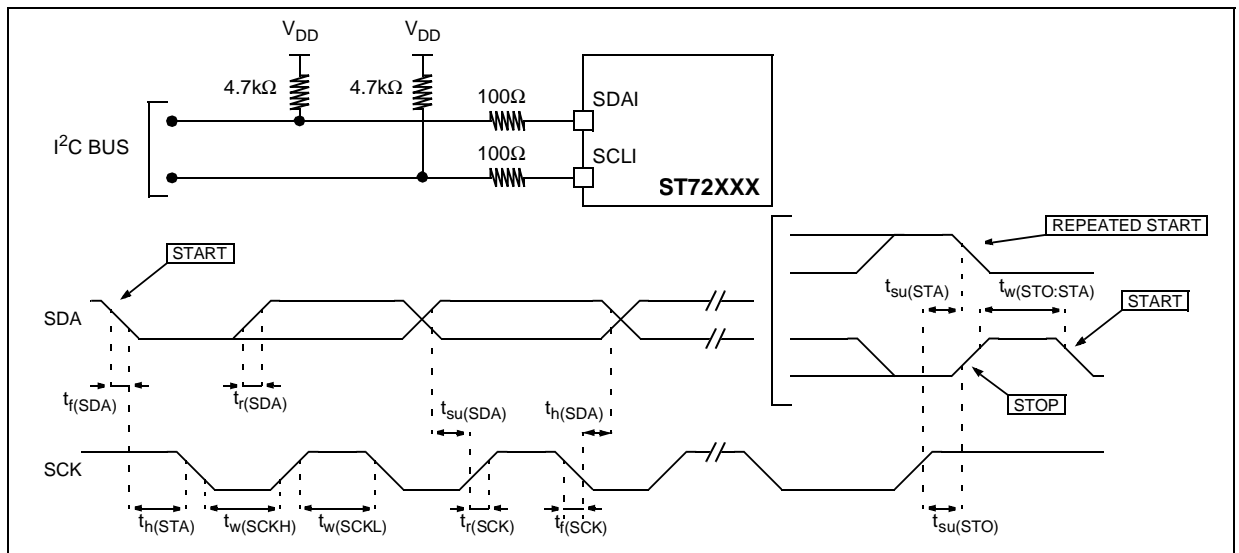 VDD VDD
4.7kΩ 4.7kΩ
100Ω SDAI
I²C BUS
100Ω SCLI
ST72XXX
REPEATED START
START
tsu(STA) tw(STO:STA) START
SDA
tf(SDA) tr(SDA) tsu(SDA) th(SDA)
STOP
SCK
th(STA) tw(SCKH) tw(SCKL) tr(SCK) tf(SCK) tsu(STO)